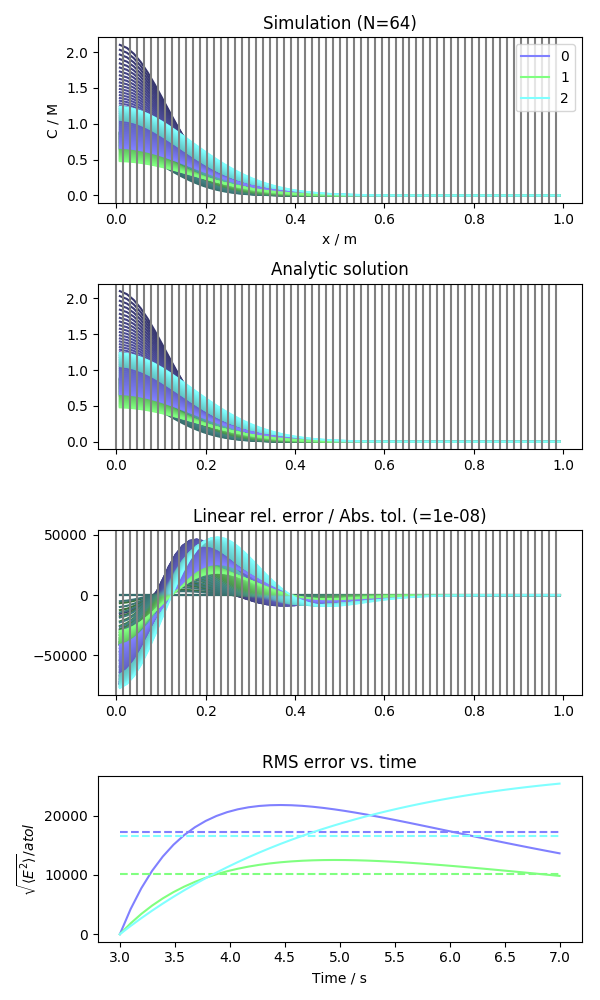 Simulation (N=64)
2.0
1.5
1.0
0.5
0.0
C / M
0
1
2
0.0 0.2 0.4 0.6 0.8 1.0
x / m
Analytic solution
2.0
1.5
1.0
0.5
0.0
0.0 0.2 0.4 0.6 0.8 1.0
Linear rel. error / Abs. tol. (=1e-08)
50000
0
−50000
0.0 0.2 0.4 0.6 0.8 1.0
RMS error vs. time
20000
10000
0
√⟨E²⟩/atol
3.0 3.5 4.0 4.5 5.0 5.5 6.0 6.5 7.0
Time / s